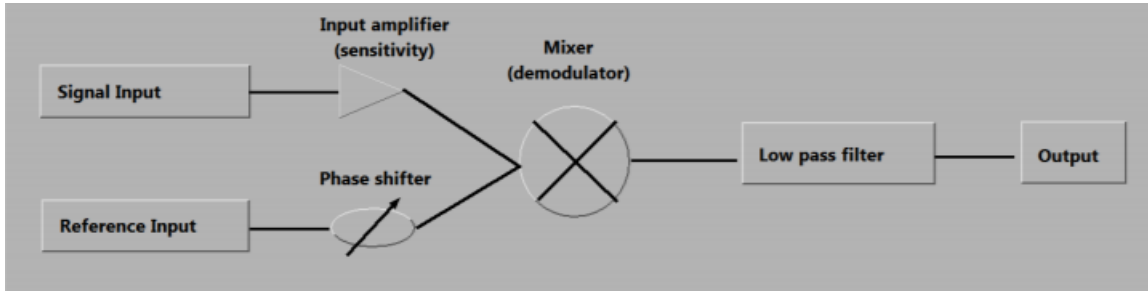 Input amplifier
(sensitivity)
Mixer
(demodulator)
Signal Input
Low pass filter
Output
Phase shifter
Reference Input